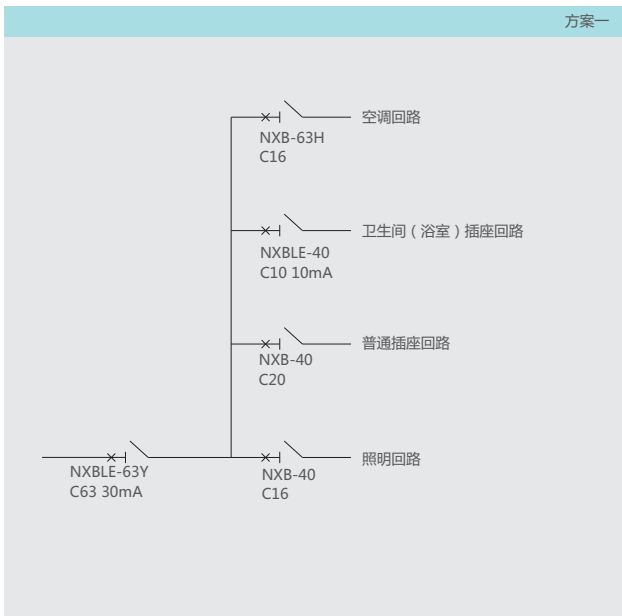 方案一
空调回路
NXB-63H
C16
卫生间（浴室）插座回路
NXBLE-40
C10 10mA
普通插座回路
NXB-40
C20
照明回路
NXBLE-63Y
C63 30mA
NXB-40
C16